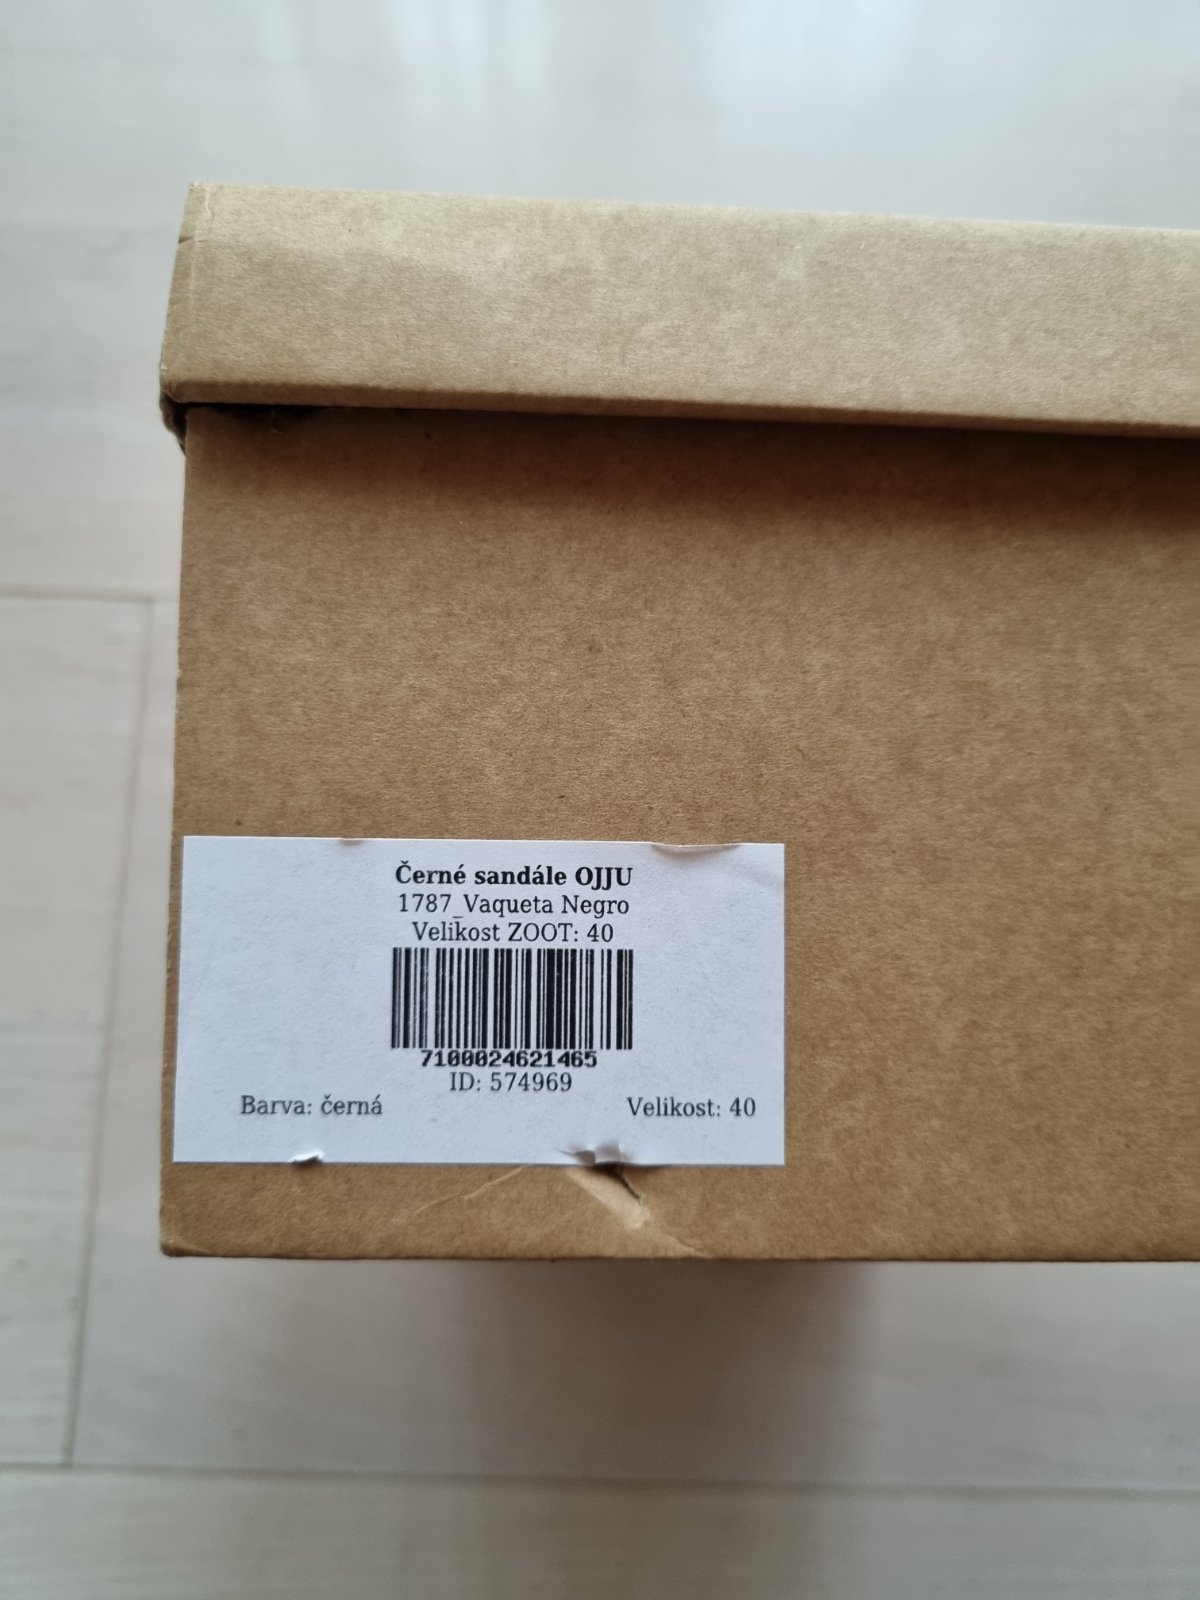 Černé sandále OJJU
1787_Vaqueta Negro
Velikost ZOOT: 40
7100024621465
ID: 574969
Barva: černá
Velikost: 40